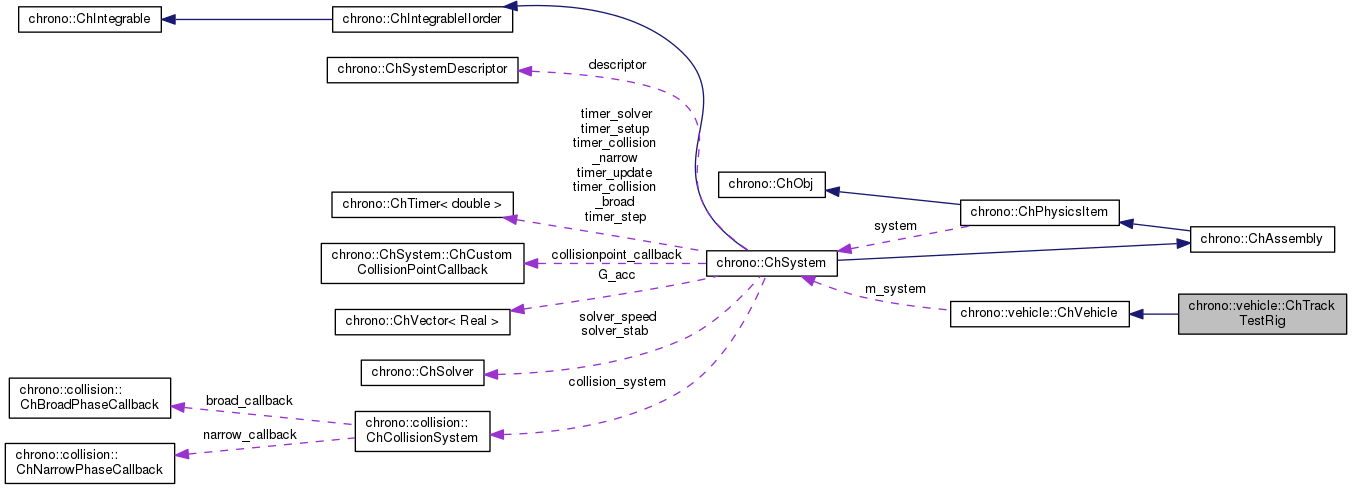 chrono::ChIntegrable
chrono::ChIntegrableIIorder
chrono::ChSystemDescriptor
descriptor
timer_solver
timer_setup
timer_collision
_narrow
timer_update
timer_collision
_broad
timer_step
chrono::ChTimer< double >
chrono::ChSystem::ChCustom
CollisionPointCallback
collisionpoint_callback
G_acc
chrono::ChVector< Real >
solver_speed
solver_stab
chrono::ChSolver
collision_system
chrono::collision::
ChBroadPhaseCallback
broad_callback
chrono::collision::
ChCollisionSystem
narrow_callback
chrono::collision::
ChNarrowPhaseCallback
chrono::ChObj
chrono::ChPhysicsItem
system
chrono::ChAssembly
chrono::ChSystem
m_system
chrono::vehicle::ChVehicle
chrono::vehicle::ChTrack
TestRig